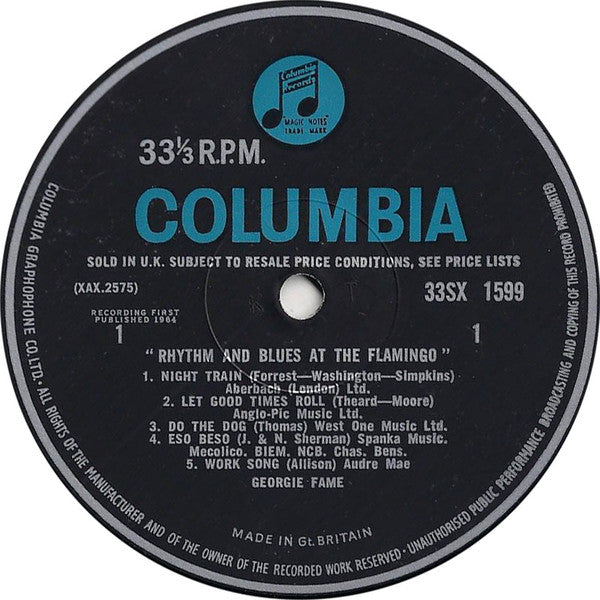 Columbia
Records
MAGIC NOTES
TRADE MARK
33⅓ R.P.M.
COLUMBIA
SOLD IN U.K. SUBJECT TO RESALE PRICE CONDITIONS, SEE PRICE LISTS
(XAX.2575)
33SX 1599
RECORDING FIRST
PUBLISHED 1964
1
1
" RHYTHM AND BLUES AT THE FLAMINGO "
1. NIGHT TRAIN (Forrest—Washington—Simpkins)
Aberbach (London) Ltd.
2. LET GOOD TIMES ROLL (Theard—Moore)
Anglo-Pic Music Ltd.
3. DO THE DOG (Thomas) West One Music Ltd.
4. ESO BESO (J. & N. Sherman) Spanka Music.
Mecolico. BIEM. NCB. Chas. Bens.
5. WORK SONG (Allison) Audre Mae
GEORGIE FAME
MADE IN Gt. BRITAIN
COLUMBIA GRAPHOPHONE CO. LTD. ALL RIGHTS OF THE MANUFACTURER AND OF THE OWNER OF THE RECORDED WORK RESERVED · UNAUTHORISED PUBLIC PERFORMANCE BROADCASTING AND COPYING OF THIS RECORD PROHIBITED